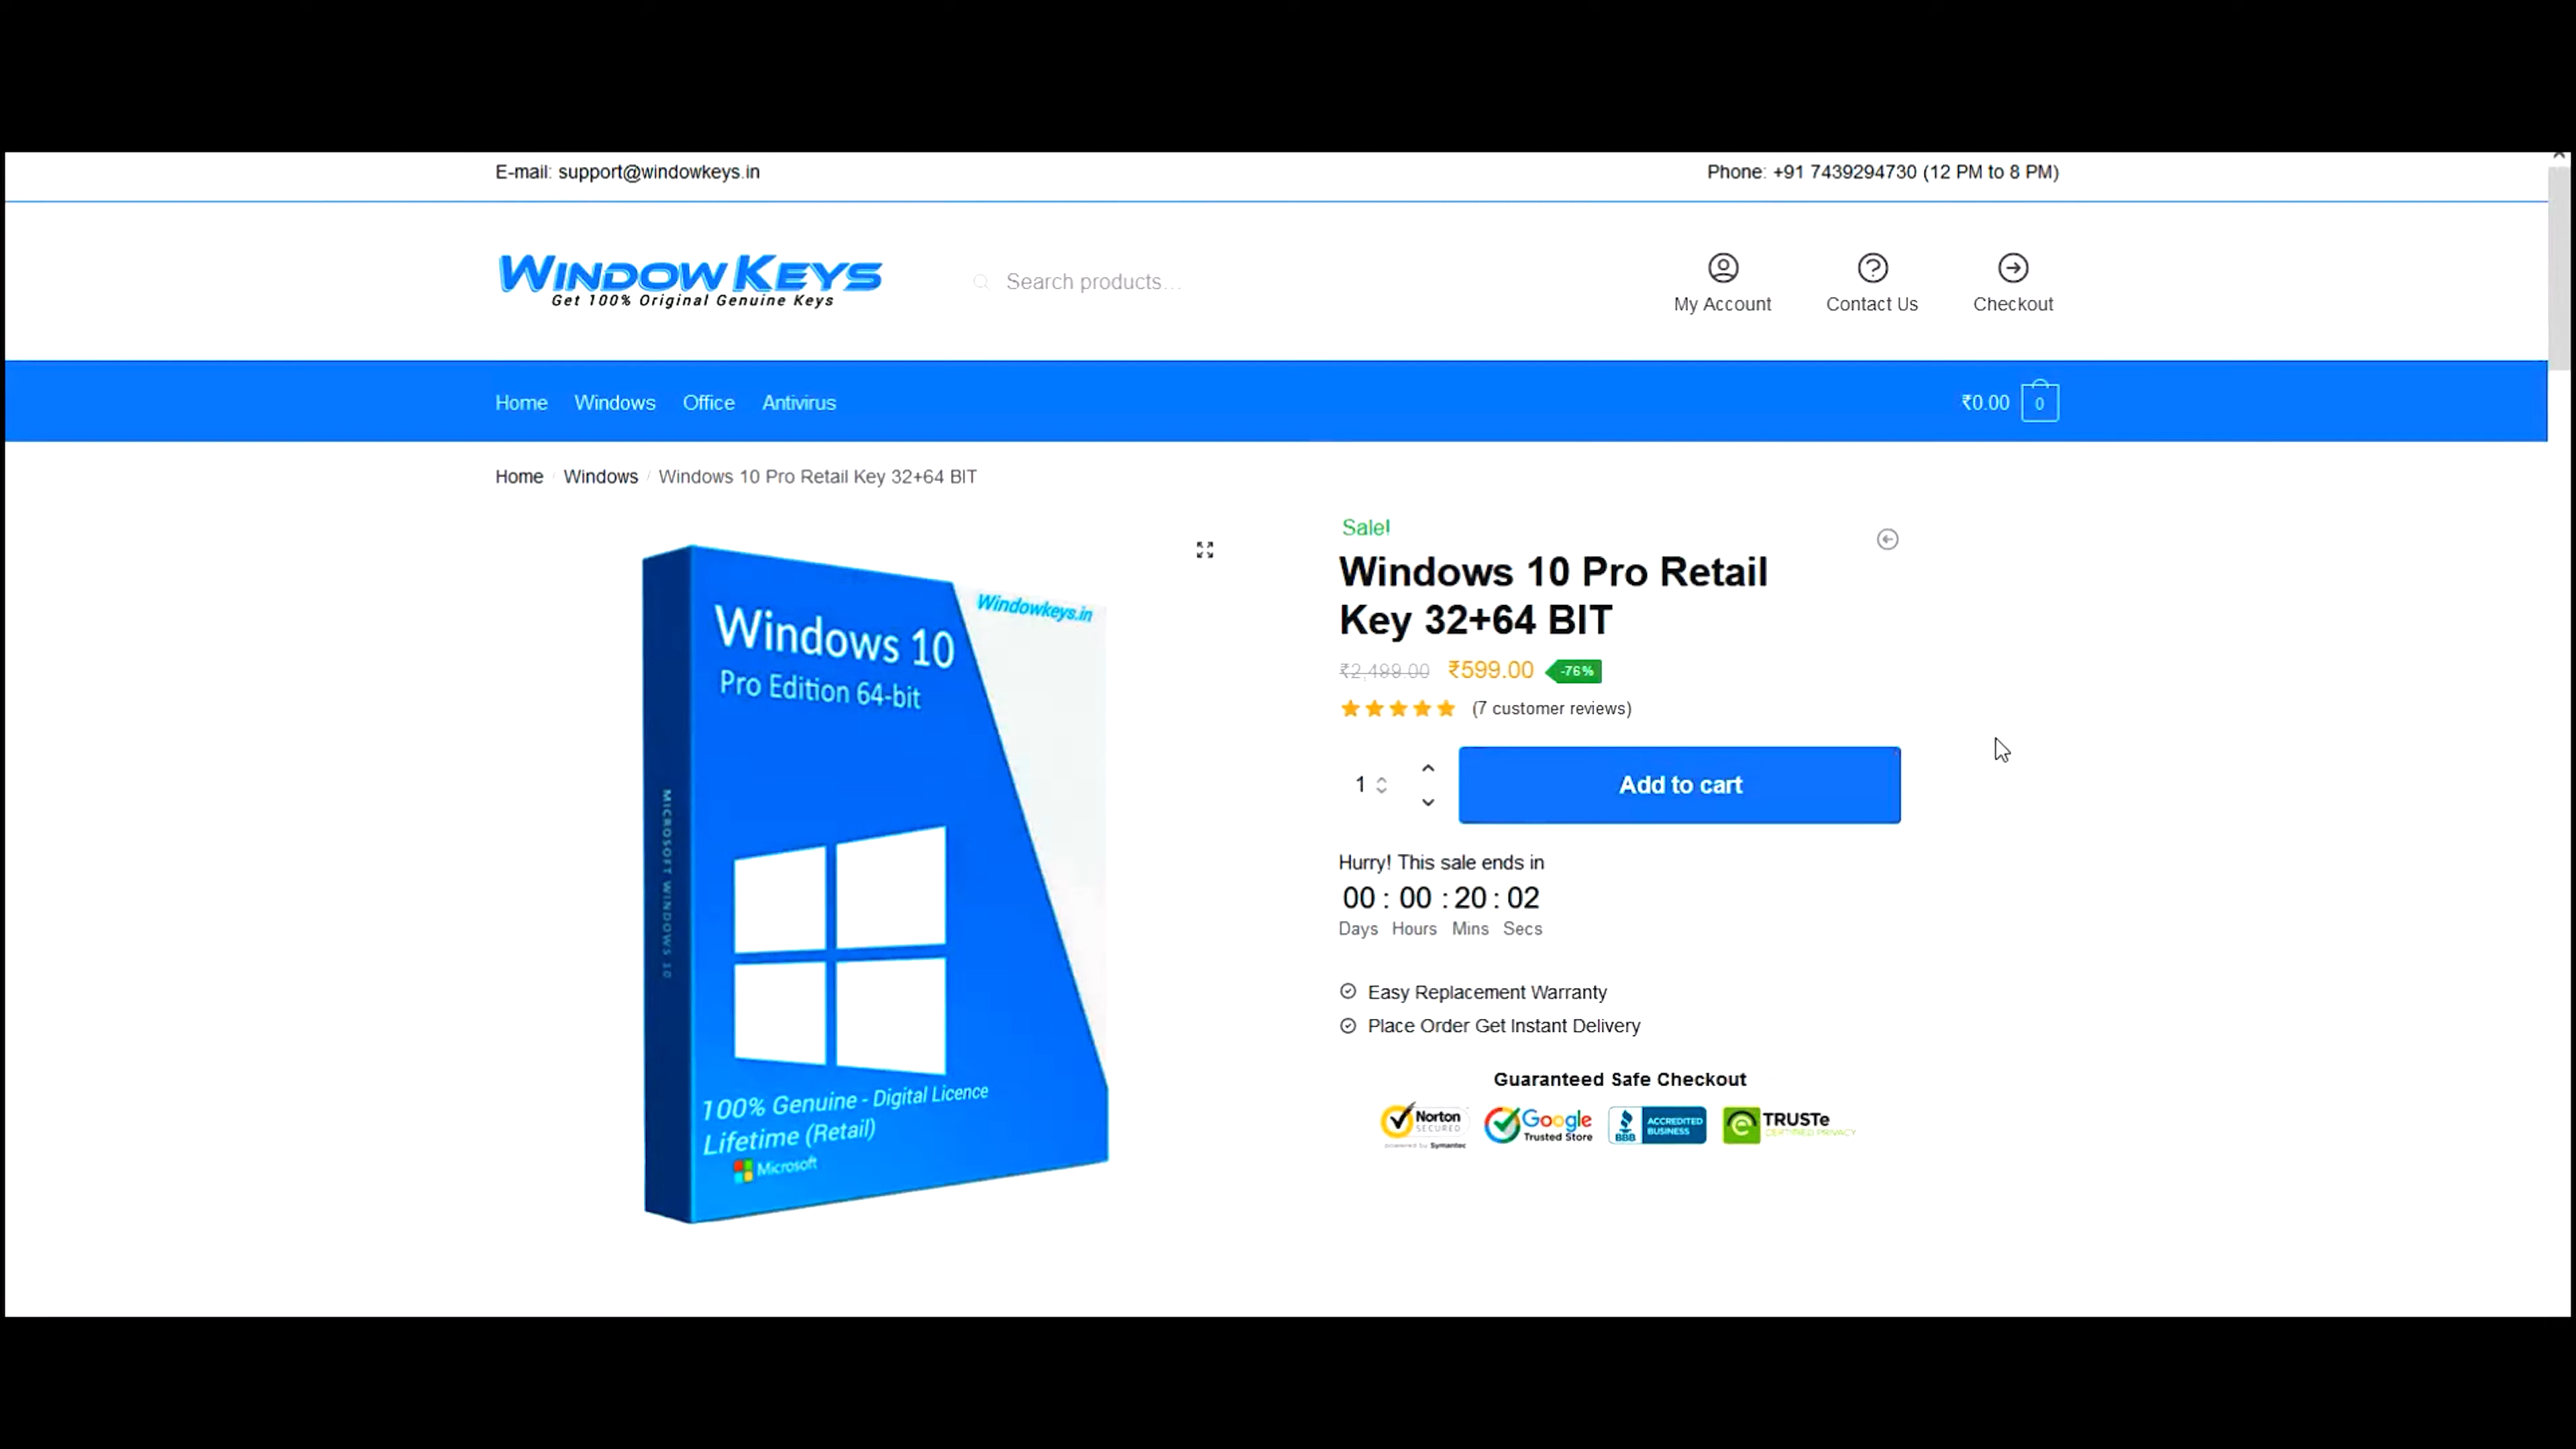 E-mail: support@windowkeys.in
Phone: +91 7439294730 (12 PM to 8 PM)
WINDOW KEYS
Get 100% Original Genuine Keys
Search products…
My Account
Contact Us
Checkout
Home
Windows
Office
Antivirus
₹0.00
0
Home / Windows / Windows 10 Pro Retail Key 32+64 BIT
Windowkeys.in
Windows 10
Pro Edition 64-bit
MICROSOFT WINDOWS 10
100% Genuine - Digital Licence
Lifetime (Retail)
Microsoft
Sale!
Windows 10 Pro Retail
Key 32+64 BIT
₹2,499.00 ₹599.00 -76%
(7 customer reviews)
1
Add to cart
Hurry! This sale ends in
00 : 00 : 20 : 02
Days Hours Mins Secs
Easy Replacement Warranty
Place Order Get Instant Delivery
Guaranteed Safe Checkout
Norton
SECURED
powered by Symantec
Google
Trusted Store
BBB
ACCREDITED
BUSINESS
TRUSTe
CERTIFIED PRIVACY